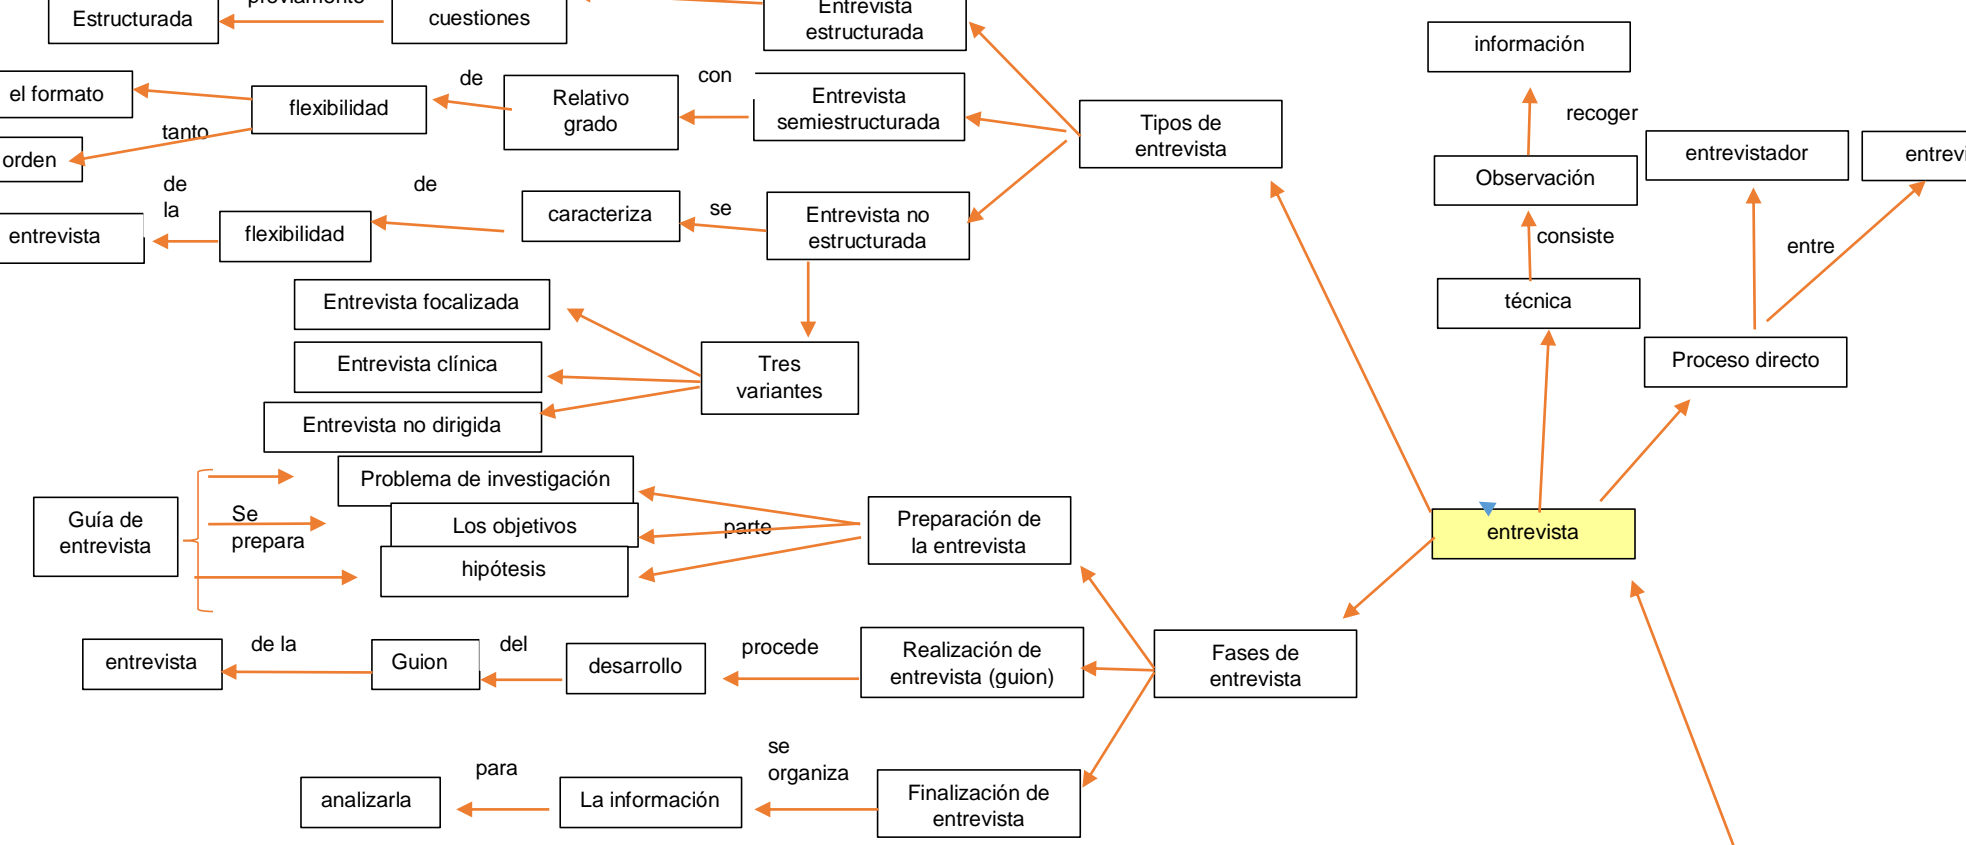 previamente
Estructurada
cuestiones
Entrevista
estructurada
información
el formato
de
flexibilidad
Relativo
grado
con
Entrevista
semiestructurada
Tipos de
entrevista
recoger
tanto
orden
Observación
entrevistador
entrevi
de
la
de
entrevista
flexibilidad
caracteriza
se
Entrevista no
estructurada
consiste
entre
técnica
Entrevista focalizada
Entrevista clínica
Entrevista no dirigida
Tres
variantes
Proceso directo
Problema de investigación
Los objetivos
hipótesis
Guía de
entrevista
Se
prepara
parte
Preparación de
la entrevista
entrevista
entrevista
de la
Guion
del
desarrollo
procede
Realización de
entrevista (guion)
Fases de
entrevista
analizarla
para
La información
se
organiza
Finalización de
entrevista